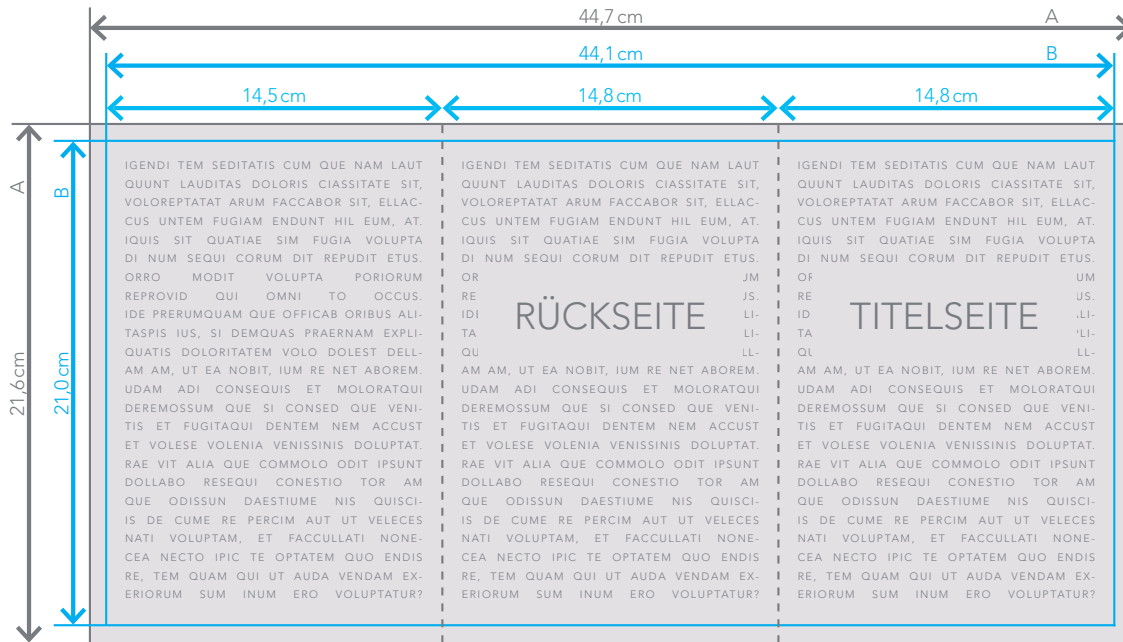 44,7 cm
A
44,1 cm
B
14,5 cm
14,8 cm
14,8 cm
A
B
21,6 cm
21,0 cm
IGENDI TEM SEDITATIS CUM QUE NAM LAUT
QUUNT LAUDITAS DOLORIS CIASSITATE SIT,
VOLOREPTATAT ARUM FACCABOR SIT, ELLAC-
CUS UNTEM FUGIAM ENDUNT HIL EUM, AT.
IQUIS SIT QUATIAE SIM FUGIA VOLUPTA
DI NUM SEQUI CORUM DIT REPUDIT ETUS.
ORRO MODIT VOLUPTA PORIORUM
REPROVID QUI OMNI TO OCCUS.
IDE PRERUMQUAM QUE OFFICAB ORIBUS ALI-
TASPIS IUS, SI DEMQUAS PRAERNAM EXPLI-
QUATIS DOLORITATEM VOLO DOLEST DELL-
AM AM, UT EA NOBIT, IUM RE NET ABOREM.
UDAM ADI CONSEQUIS ET MOLORATQUI
DEREMOSSUM QUE SI CONSED QUE VENI-
TIS ET FUGITAQUI DENTEM NEM ACCUST
ET VOLESE VOLENIA VENISSINIS DOLUPTAT.
RAE VIT ALIA QUE COMMOLO ODIT IPSUNT
DOLLABO RESEQUI CONESTIO TOR AM
QUE ODISSUN DAESTIUME NIS QUISCI-
IS DE CUME RE PERCIM AUT UT VELECES
NATI VOLUPTAM, ET FACCULLATI NONE-
CEA NECTO IPIC TE OPTATEM QUO ENDIS
RE, TEM QUAM QUI UT AUDA VENDAM EX-
ERIORUM SUM INUM ERO VOLUPTATUR?
IGENDI TEM SEDITATIS CUM QUE NAM LAUT
QUUNT LAUDITAS DOLORIS CIASSITATE SIT,
VOLOREPTATAT ARUM FACCABOR SIT, ELLAC-
CUS UNTEM FUGIAM ENDUNT HIL EUM, AT.
IQUIS SIT QUATIAE SIM FUGIA VOLUPTA
DI NUM SEQUI CORUM DIT REPUDIT ETUS.
RÜCKSEITE
AM AM, UT EA NOBIT, IUM RE NET ABOREM.
UDAM ADI CONSEQUIS ET MOLORATQUI
DEREMOSSUM QUE SI CONSED QUE VENI-
TIS ET FUGITAQUI DENTEM NEM ACCUST
ET VOLESE VOLENIA VENISSINIS DOLUPTAT.
RAE VIT ALIA QUE COMMOLO ODIT IPSUNT
DOLLABO RESEQUI CONESTIO TOR AM
QUE ODISSUN DAESTIUME NIS QUISCI-
IS DE CUME RE PERCIM AUT UT VELECES
NATI VOLUPTAM, ET FACCULLATI NONE-
CEA NECTO IPIC TE OPTATEM QUO ENDIS
RE, TEM QUAM QUI UT AUDA VENDAM EX-
ERIORUM SUM INUM ERO VOLUPTATUR?
IGENDI TEM SEDITATIS CUM QUE NAM LAUT
QUUNT LAUDITAS DOLORIS CIASSITATE SIT,
VOLOREPTATAT ARUM FACCABOR SIT, ELLAC-
CUS UNTEM FUGIAM ENDUNT HIL EUM, AT.
IQUIS SIT QUATIAE SIM FUGIA VOLUPTA
DI NUM SEQUI CORUM DIT REPUDIT ETUS.
TITELSEITE
AM AM, UT EA NOBIT, IUM RE NET ABOREM.
UDAM ADI CONSEQUIS ET MOLORATQUI
DEREMOSSUM QUE SI CONSED QUE VENI-
TIS ET FUGITAQUI DENTEM NEM ACCUST
ET VOLESE VOLENIA VENISSINIS DOLUPTAT.
RAE VIT ALIA QUE COMMOLO ODIT IPSUNT
DOLLABO RESEQUI CONESTIO TOR AM
QUE ODISSUN DAESTIUME NIS QUISCI-
IS DE CUME RE PERCIM AUT UT VELECES
NATI VOLUPTAM, ET FACCULLATI NONE-
CEA NECTO IPIC TE OPTATEM QUO ENDIS
RE, TEM QUAM QUI UT AUDA VENDAM EX-
ERIORUM SUM INUM ERO VOLUPTATUR?